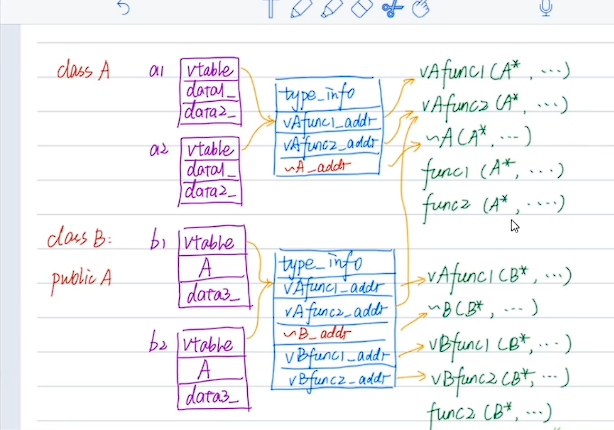 class A
a1
vtable
data1_
data2_
a2
vtable
data1_
data2_
type_info
vAfunc1_addr
vAfunc2_addr
~A_addr
vAfunc1(A*, ...)
vAfunc2(A*, ...)
~A(A*, ...)
func1(A*, ...)
func2(A*, ....)
class B:
public A
b1
vtable
A
data3_
b2
vtable
A
data3_
type_info
vAfunc1_addr
vAfunc2_addr
~B_addr
vBfunc1_addr
vBfunc2_addr
vAfunc1(B*, ...)
~B(B*, ...)
vBfunc1(B*, ...)
vBfunc2(B*, ...)
func2(B*, ...)